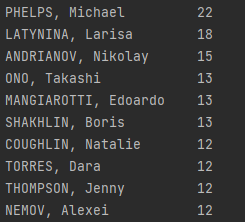 PHELPS, Michael 22
LATYNINA, Larisa 18
ANDRIANOV, Nikolay 15
ONO, Takashi 13
MANGIAROTTI, Edoardo 13
SHAKHLIN, Boris 13
COUGHLIN, Natalie 12
TORRES, Dara 12
THOMPSON, Jenny 12
NEMOV, Alexei 12